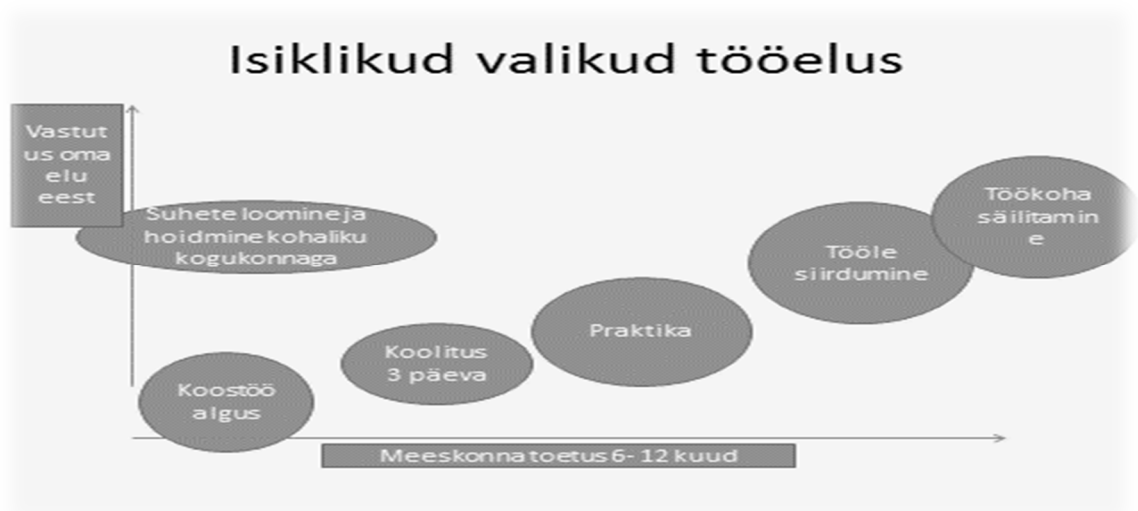 Isiklikud valikud tööelus
Vastut
us oma
elu
eest
Suhete loomine ja
hoidmine kohaliku
kogukonnaga
Töökoha
säilitamin
e
Tööle
siirdumine
Praktika
Koolitus
3 päeva
Koostöö
algus
Meeskonna toetus 6- 12 kuud